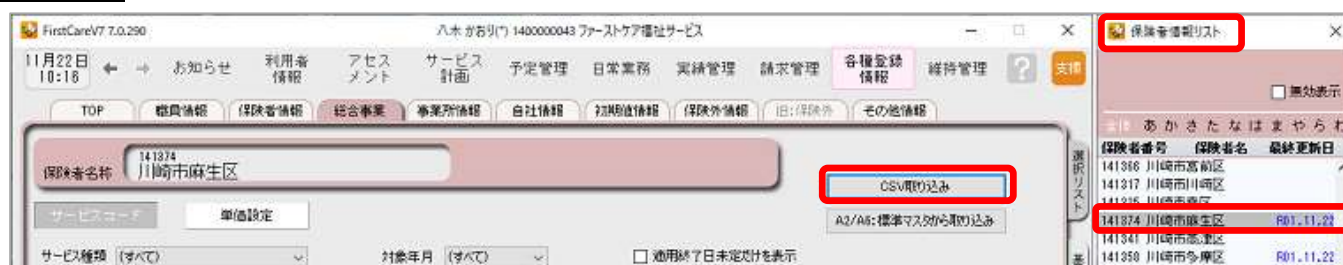 FirstCareV7 7.0.290
八木 かおり(*) 1400000043 ファーストケア福祉サービス
11月22日
10:16
お知らせ
利用者
情報
アセス
メント
サービス
計画
予定管理
日常業務
実績管理
請求管理
各種登録
情報
維持管理
支援
TOP
職員情報
保険者情報
総合事業
事業所情報
自社情報
初期値情報
保険外情報
旧:保険外
その他情報
保険者名称
141374
川崎市麻生区
CSV取り込み
サービスコード
単価設定
A2/A6:標準マスタから取り込み
サービス種類 (すべて)
対象年月 (すべて)
適用終了日未定だけを表示
選択リスト
保険者情報リスト
無効表示
あ か さ た な は ま や ら わ
保険者番号 保険者名 最終更新日
141366 川崎市宮前区
141317 川崎市川崎区
141374 川崎市麻生区 R01.11.22
141341 川崎市高津区
141358 川崎市多摩区 R01.11.22